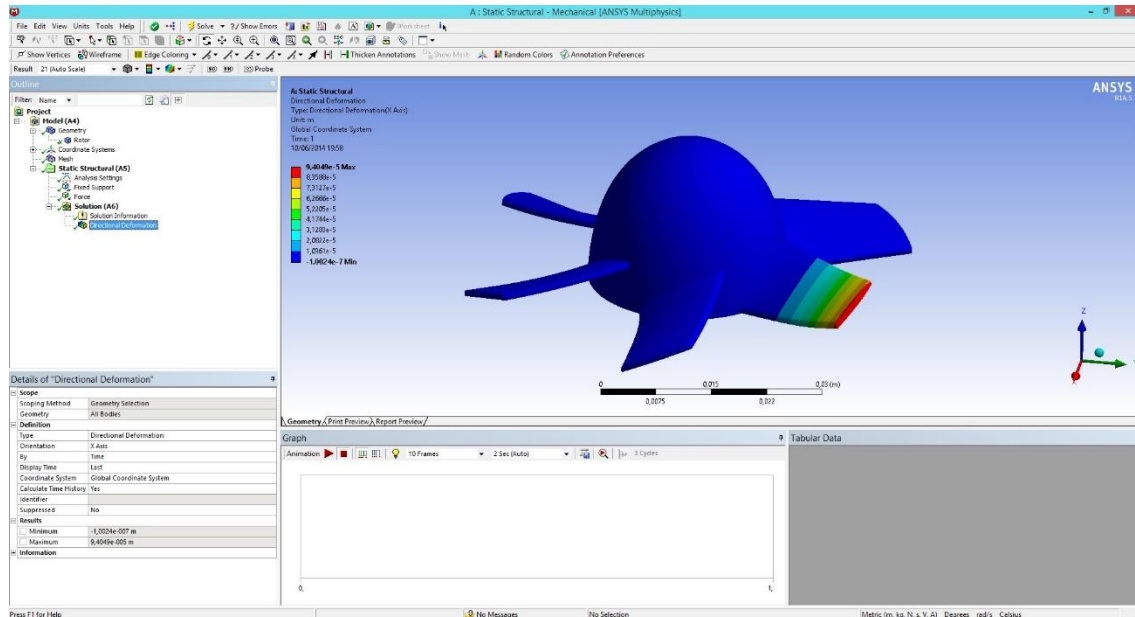 A : Static Structural - Mechanical [ANSYS Multiphysics]
File Edit View Units Tools Help Solve ?/ Show Errors Worksheet
Show Vertices Wireframe Edge Coloring Thicken Annotations Show Mesh Random Colors Annotation Preferences
Result 21 (Auto Scale) Probe
Outline
Filter: Name
Project
Model (A4)
Geometry
Rotor
Coordinate Systems
Mesh
Static Structural (A5)
Analysis Settings
Fixed Support
Force
Solution (A6)
Solution Information
Directional Deformation
A: Static Structural
Directional Deformation
Type: Directional Deformation(X Axis)
Unit: m
Global Coordinate System
Time: 1
10/06/2014 19:58
9,4049e-5 Max
8,3588e-5
7,3127e-5
6,2666e-5
5,2205e-5
4,1744e-5
3,1283e-5
2,0822e-5
1,0361e-5
-1,0024e-7 Min
ANSYS
R14.5
Z
X
0 0,015 0,03 (m)
0,0075 0,022
Geometry Print Preview Report Preview
Details of "Directional Deformation"
Scope
Scoping Method Geometry Selection
Geometry All Bodies
Definition
Type Directional Deformation
Orientation X Axis
By Time
Display Time Last
Coordinate System Global Coordinate System
Calculate Time History Yes
Identifier
Suppressed No
Results
Minimum -1,0024e-007 m
Maximum 9,4049e-005 m
Information
Graph
Animation 10 Frames 2 Sec (Auto) 3 Cycles
0, 1,
Tabular Data
Press F1 for Help No Messages No Selection Metric (m, kg, N, s, V, A) Degrees rad/s Celsius